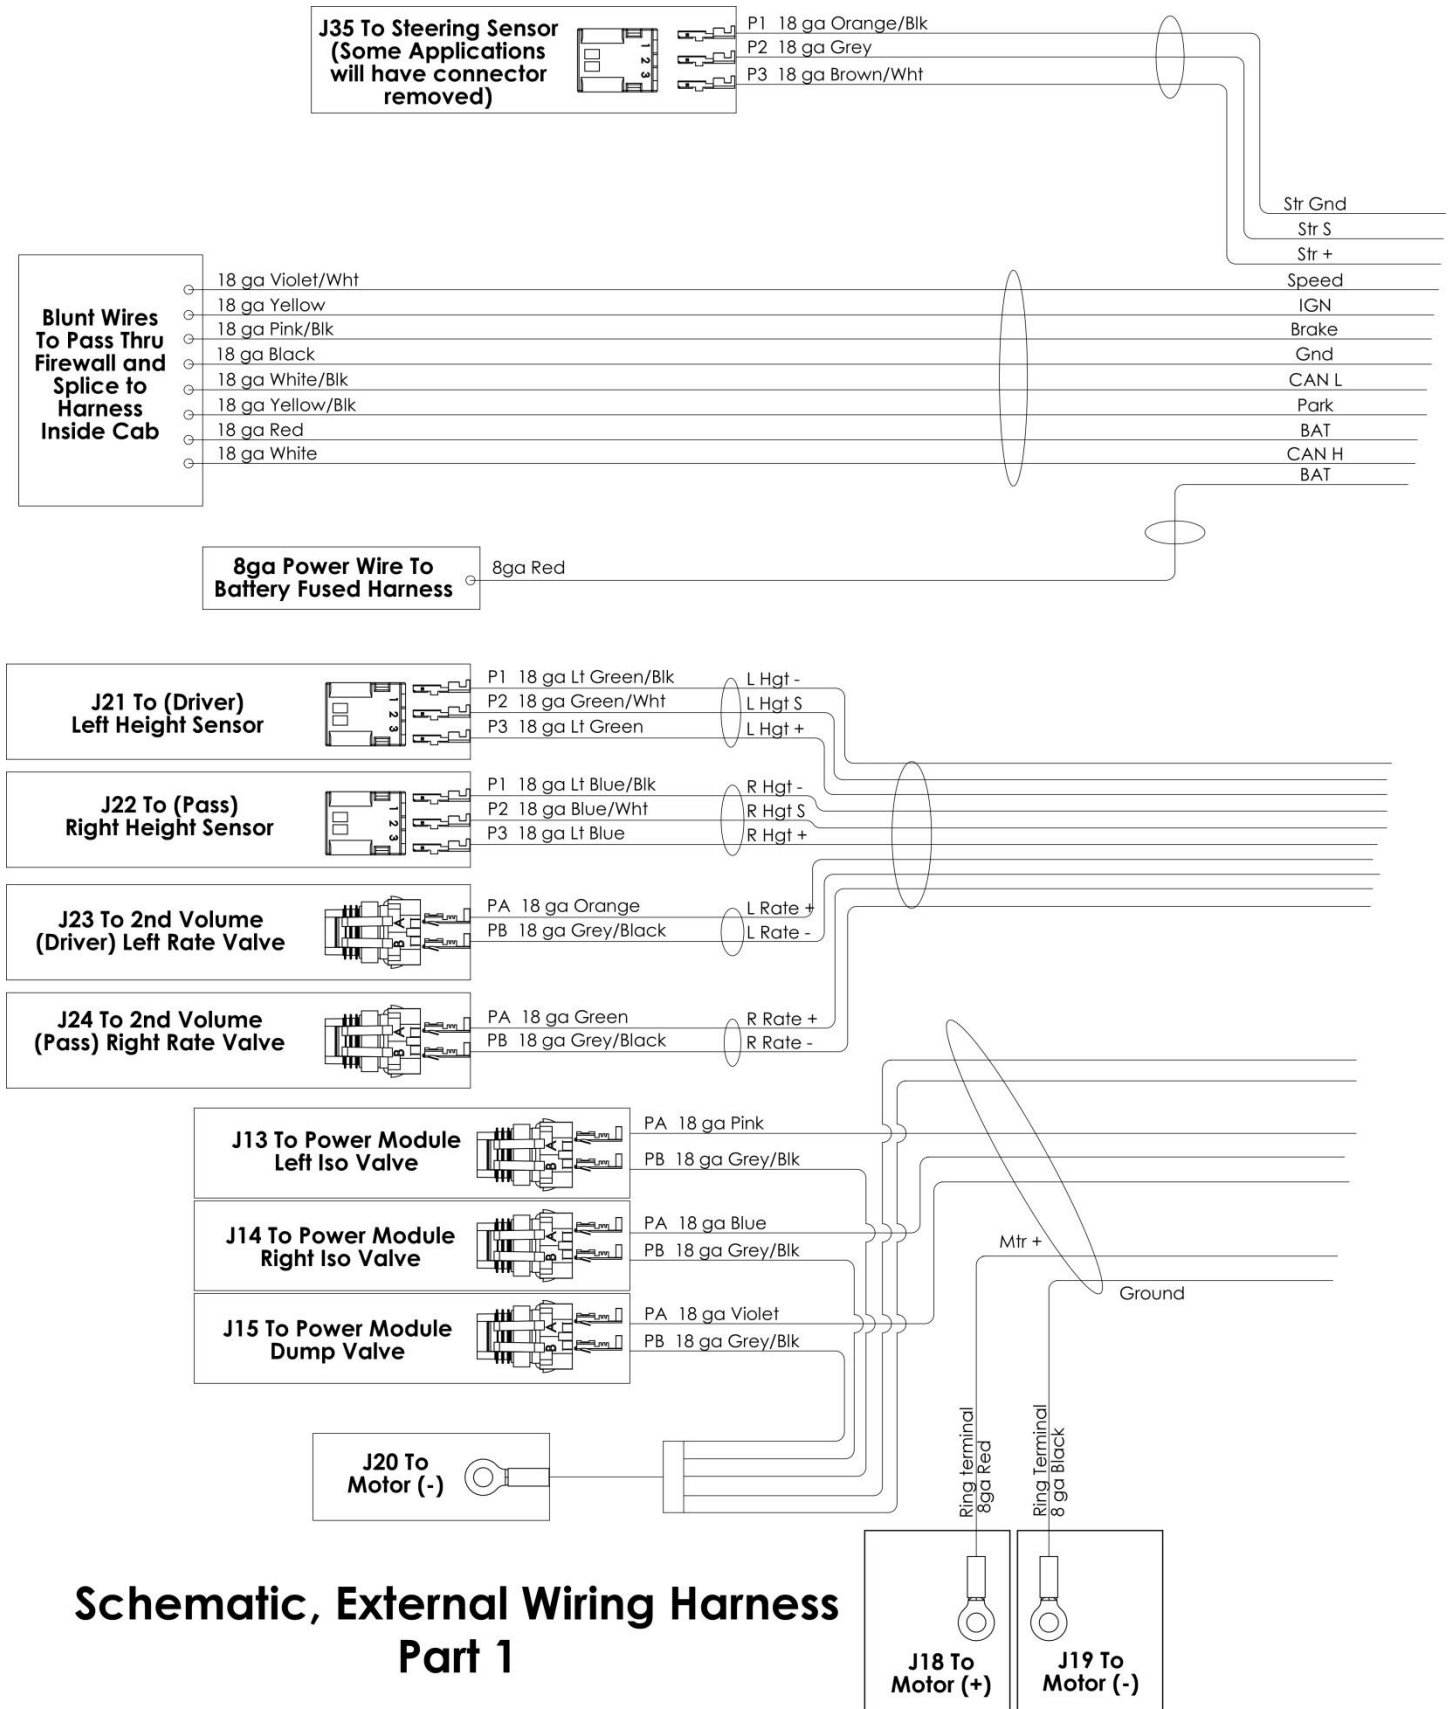 J35 To Steering Sensor
(Some Applications
will have connector
removed)
1
2
3
P1 18 ga Orange/Blk
P2 18 ga Grey
P3 18 ga Brown/Wht
Str Gnd
Str S
Str +
Blunt Wires
To Pass Thru
Firewall and
Splice to
Harness
Inside Cab
18 ga Violet/Wht
Speed
18 ga Yellow
IGN
18 ga Pink/Blk
Brake
18 ga Black
Gnd
18 ga White/Blk
CAN L
18 ga Yellow/Blk
Park
18 ga Red
BAT
18 ga White
CAN H
BAT
8ga Power Wire To
Battery Fused Harness
8ga Red
J21 To (Driver)
Left Height Sensor
1
2
3
P1 18 ga Lt Green/Blk
L Hgt -
P2 18 ga Green/Wht
L Hgt S
P3 18 ga Lt Green
L Hgt +
J22 To (Pass)
Right Height Sensor
1
2
3
P1 18 ga Lt Blue/Blk
R Hgt -
P2 18 ga Blue/Wht
R Hgt S
P3 18 ga Lt Blue
R Hgt +
J23 To 2nd Volume
(Driver) Left Rate Valve
A
B
PA 18 ga Orange
L Rate +
PB 18 ga Grey/Black
L Rate -
J24 To 2nd Volume
(Pass) Right Rate Valve
A
B
PA 18 ga Green
R Rate +
PB 18 ga Grey/Black
R Rate -
J13 To Power Module
Left Iso Valve
A
B
PA 18 ga Pink
PB 18 ga Grey/Blk
J14 To Power Module
Right Iso Valve
A
B
PA 18 ga Blue
PB 18 ga Grey/Blk
Mtr +
Ground
J15 To Power Module
Dump Valve
A
B
PA 18 ga Violet
PB 18 ga Grey/Blk
J20 To
Motor (-)
Ring terminal
8ga Red
Ring Terminal
8 ga Black
J18 To
Motor (+)
J19 To
Motor (-)
Schematic, External Wiring Harness
Part 1